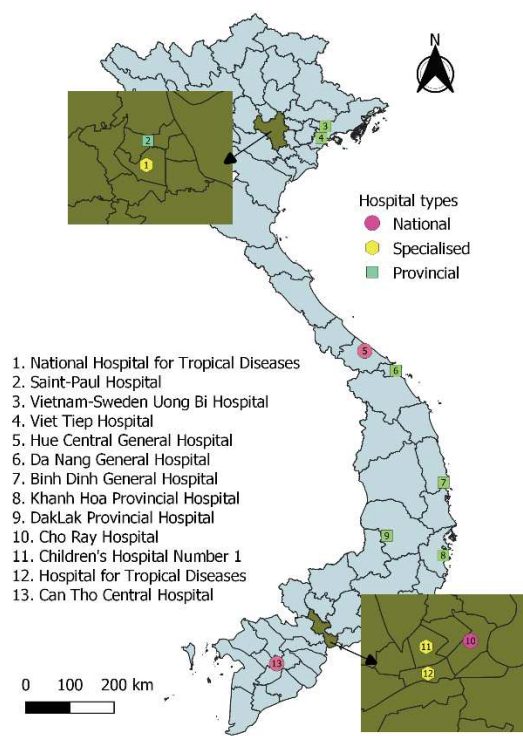 N
3
4
2
1
Hospital types
National
Specialised
Provincial
5
6
1. National Hospital for Tropical Diseases
2. Saint-Paul Hospital
3. Vietnam-Sweden Uong Bi Hospital
4. Viet Tiep Hospital
5. Hue Central General Hospital
6. Da Nang General Hospital
7. Binh Dinh General Hospital
8. Khanh Hoa Provincial Hospital
9. DakLak Provincial Hospital
10. Cho Ray Hospital
11. Children's Hospital Number 1
12. Hospital for Tropical Diseases
13. Can Tho Central Hospital
7
9
8
10
11
12
13
0 100 200 km